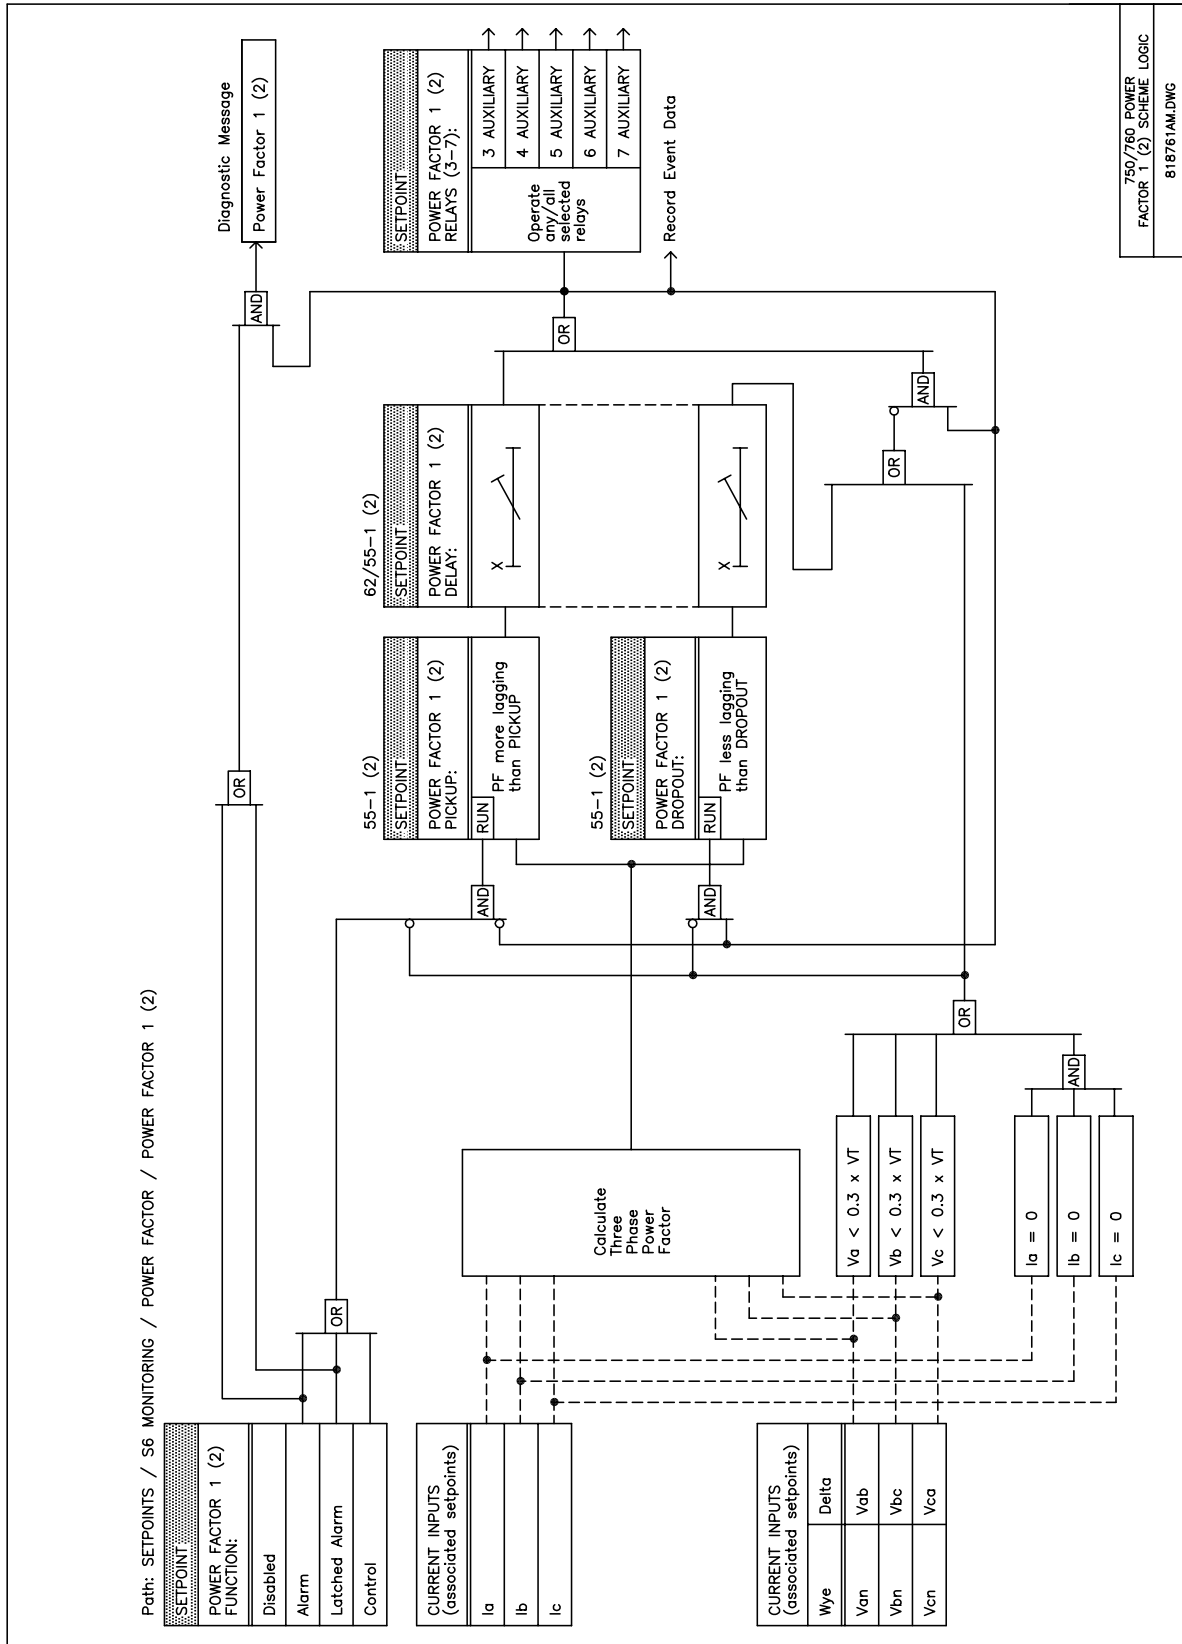 Path: SETPOINTS / S6 MONITORING / POWER FACTOR / POWER FACTOR 1 (2)
SETPOINT
POWER FACTOR 1 (2)
FUNCTION:
Disabled
Alarm
Latched Alarm
Control
OR
OR
AND
Diagnostic Message
Power Factor 1 (2)
CURRENT INPUTS
(associated setpoints)
Ia
Ib
Ic
Calculate
Three
Phase
Power
Factor
AND
55-1 (2)
SETPOINT
POWER FACTOR 1 (2)
PICKUP:
RUN
PF more lagging
than PICKUP
62/55-1 (2)
SETPOINT
POWER FACTOR 1 (2)
DELAY:
X
OR
SETPOINT
POWER FACTOR 1 (2)
RELAYS (3-7):
Operate
any/all
selected
relays
3 AUXILIARY
4 AUXILIARY
5 AUXILIARY
6 AUXILIARY
7 AUXILIARY
Record Event Data
AND
55-1 (2)
SETPOINT
POWER FACTOR 1 (2)
DROPOUT:
RUN
PF less lagging
than DROPOUT
X
OR
AND
CURRENT INPUTS
(associated setpoints)
Wye Delta
Van Vab
Vbn Vbc
Vcn Vca
Va < 0.3 x VT
Vb < 0.3 x VT
Vc < 0.3 x VT
OR
Ia = 0
Ib = 0
Ic = 0
AND
750/760 POWER
FACTOR 1 (2) SCHEME LOGIC
818761AM.DWG